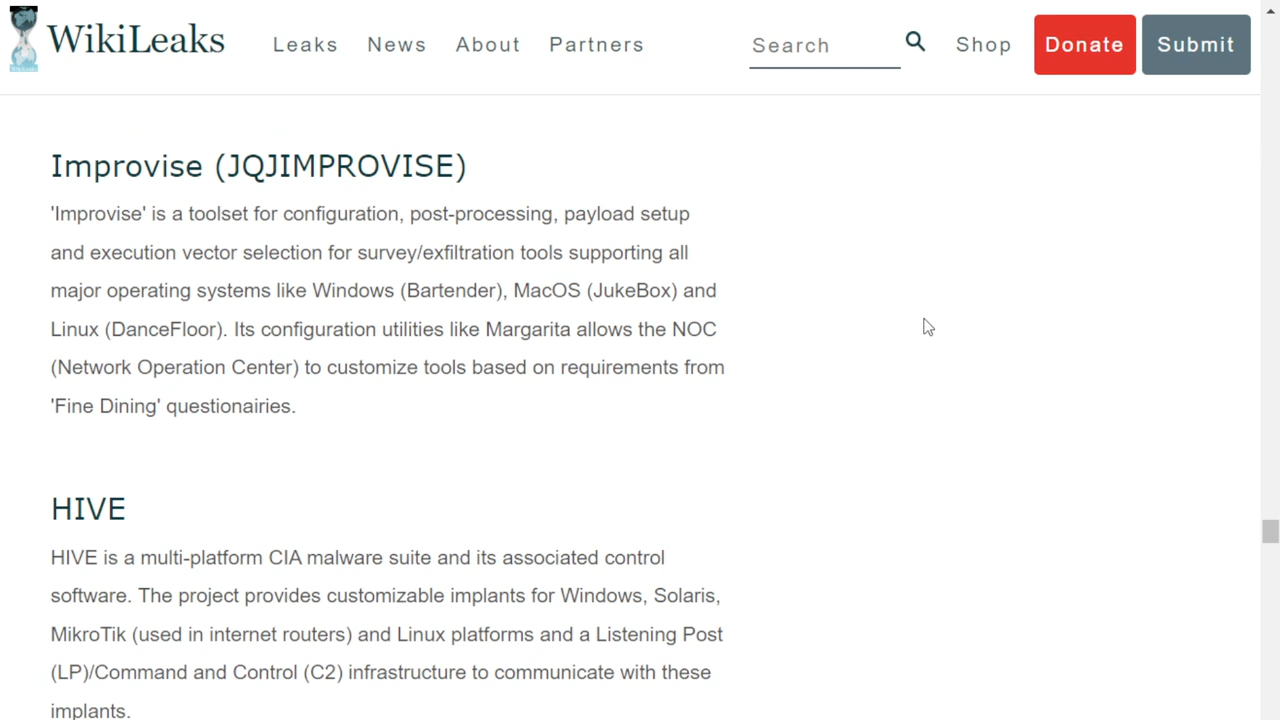 WikiLeaks Leaks News About Partners Search Shop Donate Submit
Improvise (JQJIMPROVISE)
'Improvise' is a toolset for configuration, post-processing, payload setup
and execution vector selection for survey/exfiltration tools supporting all
major operating systems like Windows (Bartender), MacOS (JukeBox) and
Linux (DanceFloor). Its configuration utilities like Margarita allows the NOC
(Network Operation Center) to customize tools based on requirements from
'Fine Dining' questionairies.
HIVE
HIVE is a multi-platform CIA malware suite and its associated control
software. The project provides customizable implants for Windows, Solaris,
MikroTik (used in internet routers) and Linux platforms and a Listening Post
(LP)/Command and Control (C2) infrastructure to communicate with these
implants.